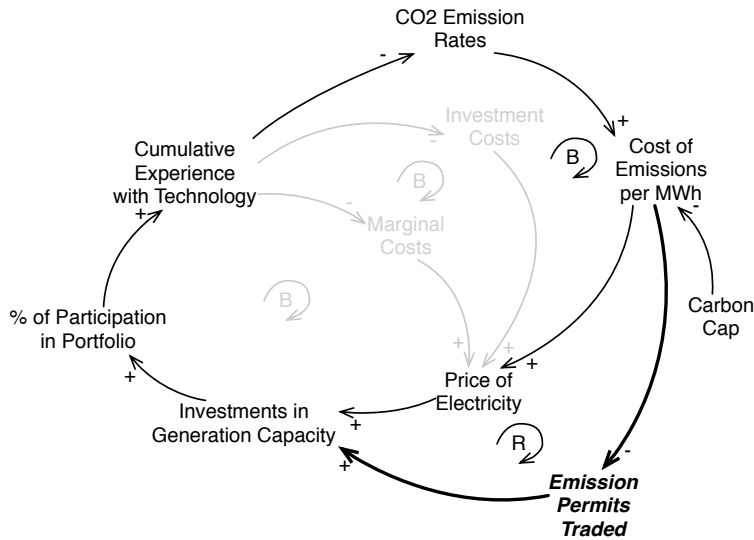 CO2 Emission
Rates
-
+
Investment
Costs
-
B
Cost of
Emissions
per MWh
-
Cumulative
Experience
with Technology
+
B
-
Marginal
Costs
B
% of Participation
in Portfolio
+
Carbon
Cap
+
+
+
Price of
Electricity
Investments in
Generation Capacity
+
+
R
-
Emission
Permits
Traded